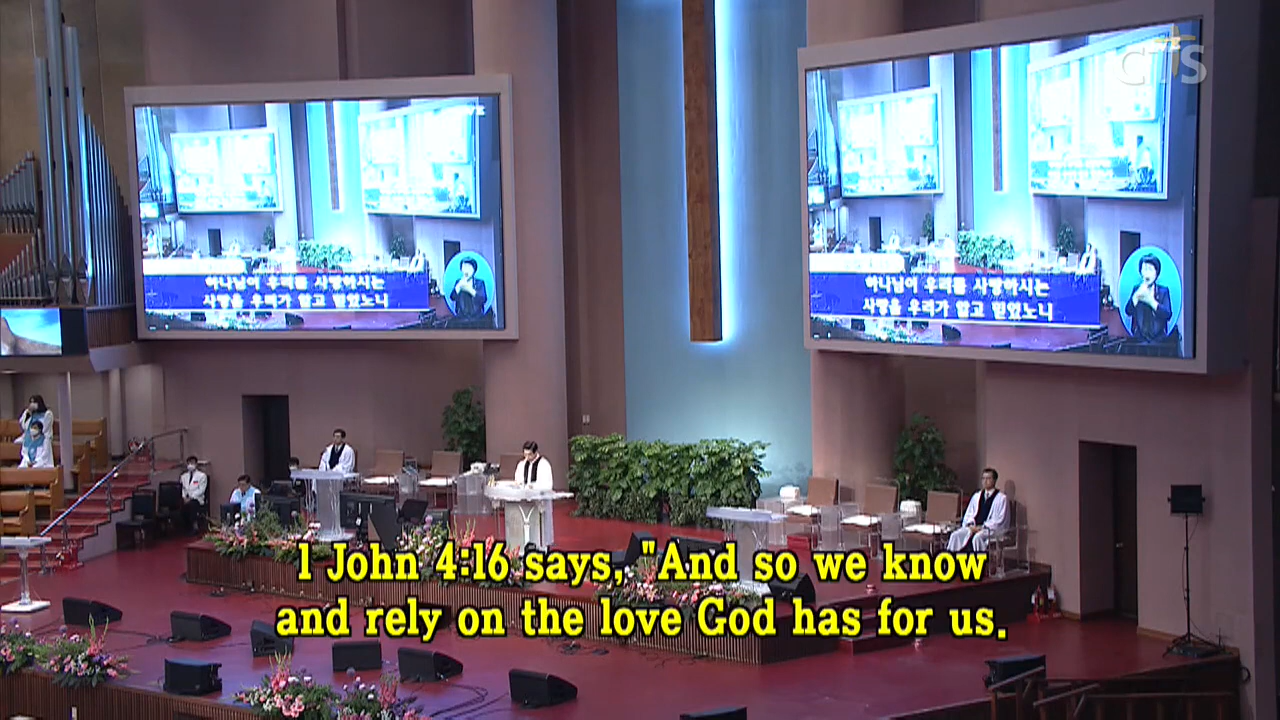 CTS
하나님이 우리를 사랑하시는
사랑을 우리가 알고 믿었노니
하나님이 우리를 사랑하시는
사랑을 우리가 알고 믿었노니
1 John 4:16 says, "And so we know
and rely on the love God has for us.